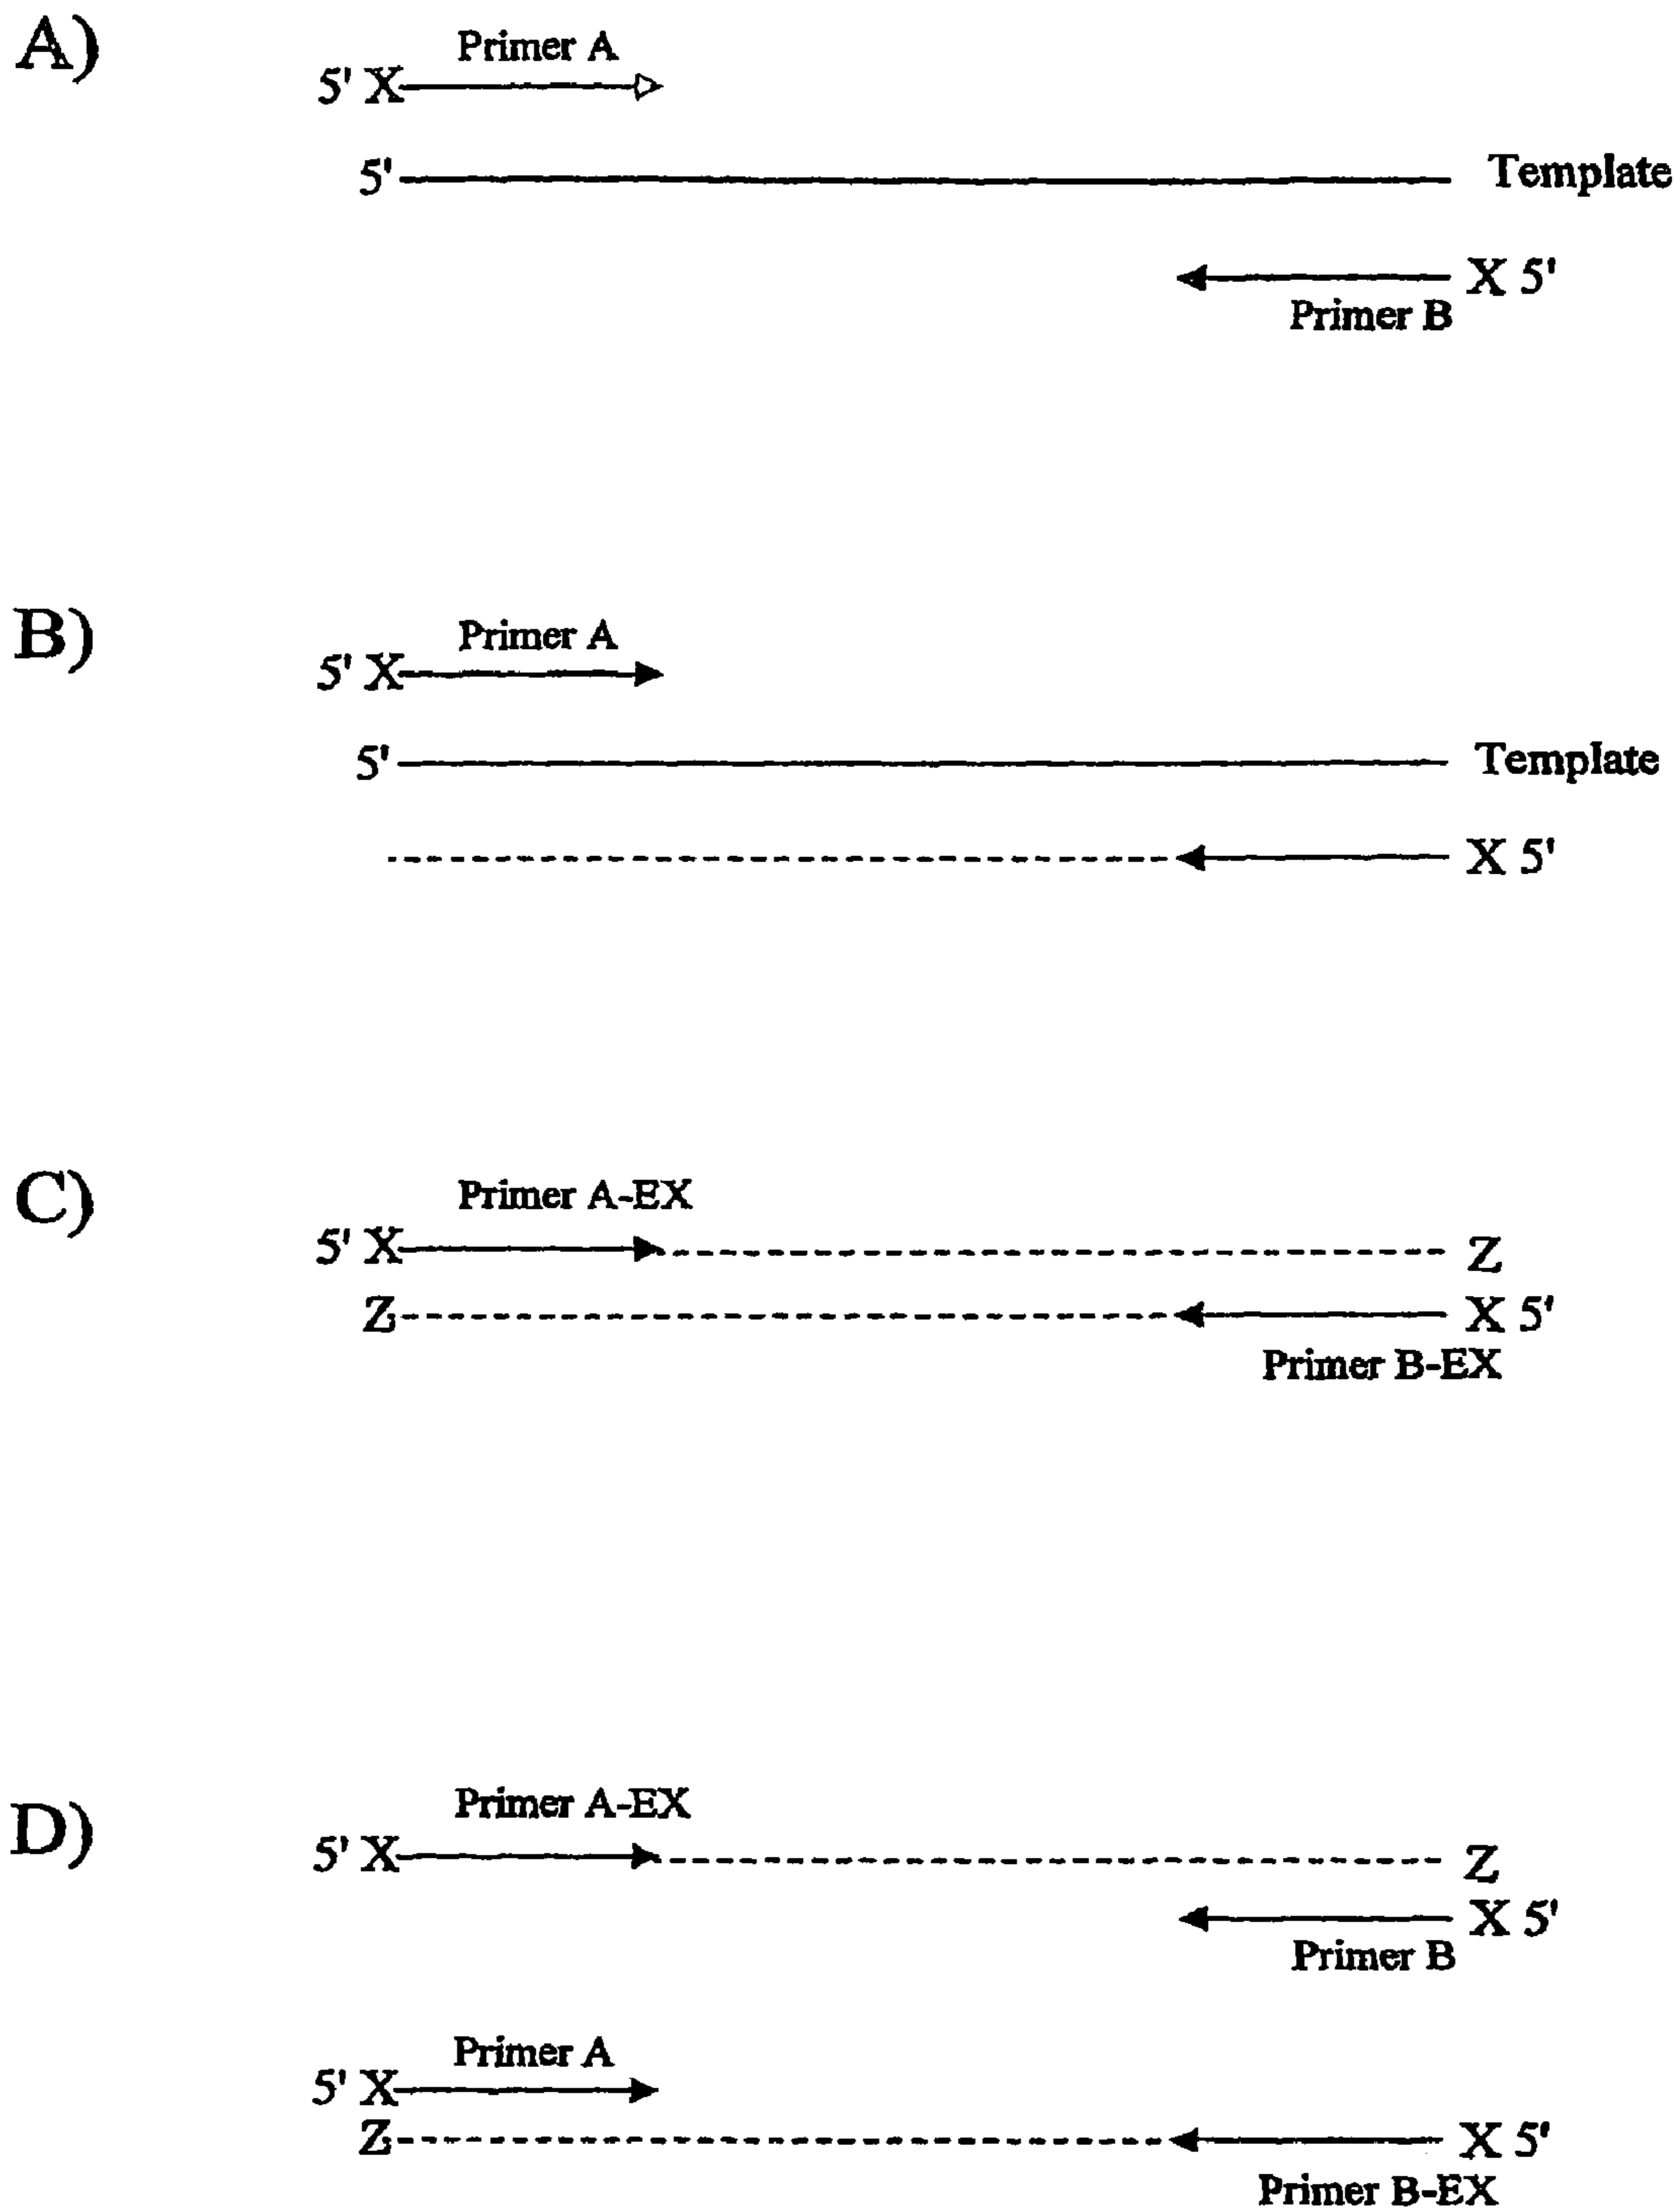 A)
Primer A
5' X
5' Template
X 5'
Primer B
B)
Primer A
5' X
5' Template
X 5'
C)
Primer A-EX
5' X Z
Z X 5'
Primer B-EX
D)
Primer A-EX
5' X Z
X 5'
Primer B
Primer A
5' X
Z X 5'
Primer B-EX